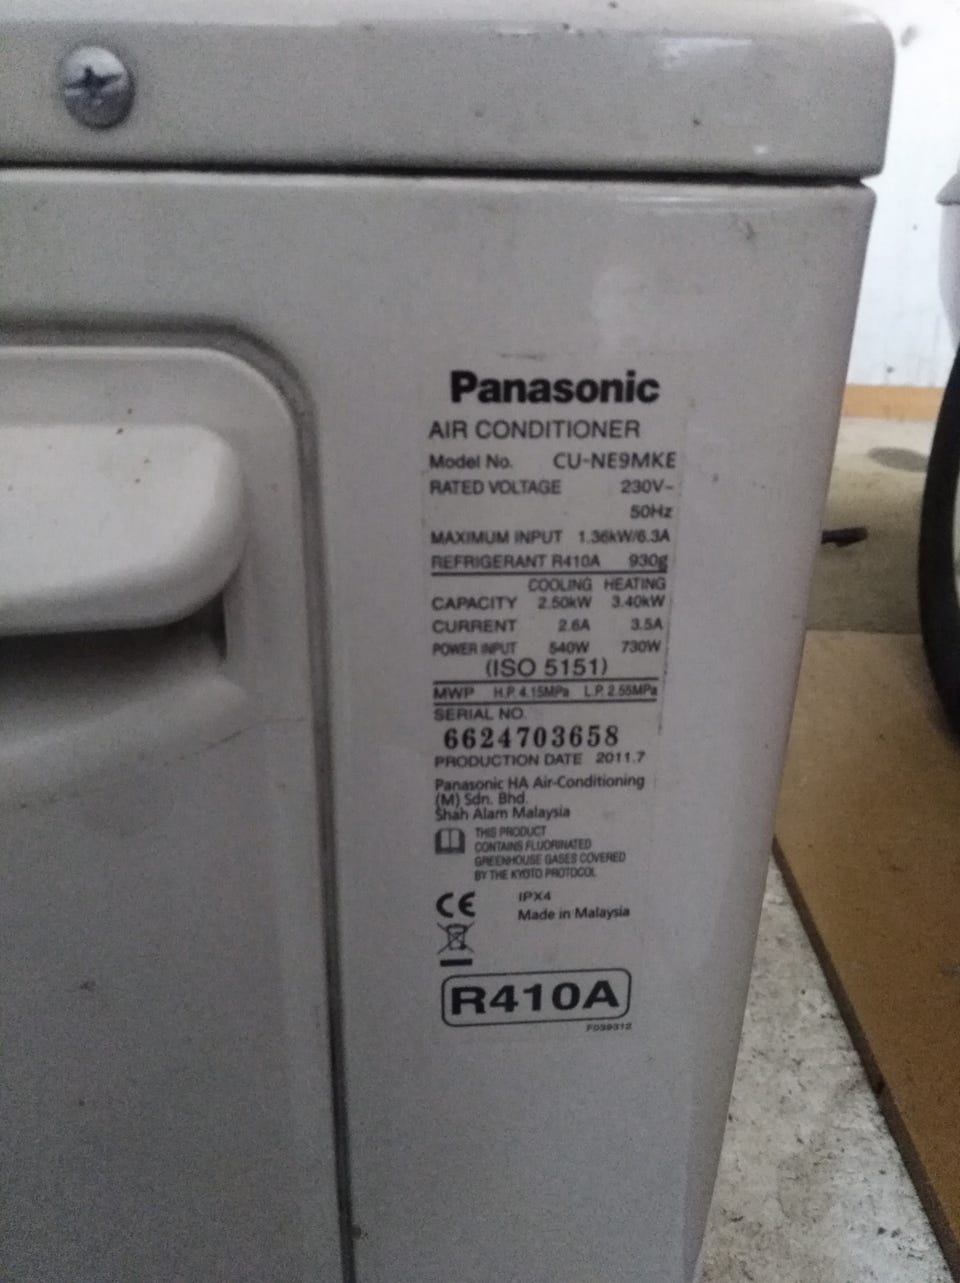 Panasonic
AIR CONDITIONER
Model No. CU-NE9MKE
RATED VOLTAGE 230V~
50Hz
MAXIMUM INPUT 1.36kW/6.3A
REFRIGERANT R410A 930g
COOLING HEATING
CAPACITY 2.50kW 3.40kW
CURRENT 2.6A 3.5A
POWER INPUT 540W 730W
(ISO 5151)
MWP H.P. 4.15MPa L.P. 2.55MPa
SERIAL NO.
6624703658
PRODUCTION DATE 2011.7
Panasonic HA Air-Conditioning
(M) Sdn. Bhd.
Shah Alam Malaysia
THIS PRODUCT
CONTAINS FLUORINATED
GREENHOUSE GASES COVERED
BY THE KYOTO PROTOCOL
CE IPX4
Made in Malaysia
R410A
F039312